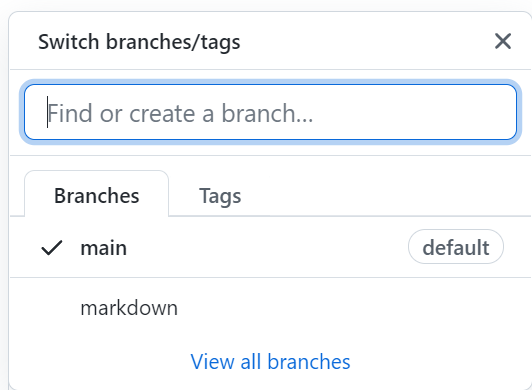 Switch branches/tags
Find or create a branch...
Branches Tags
main default
markdown
View all branches